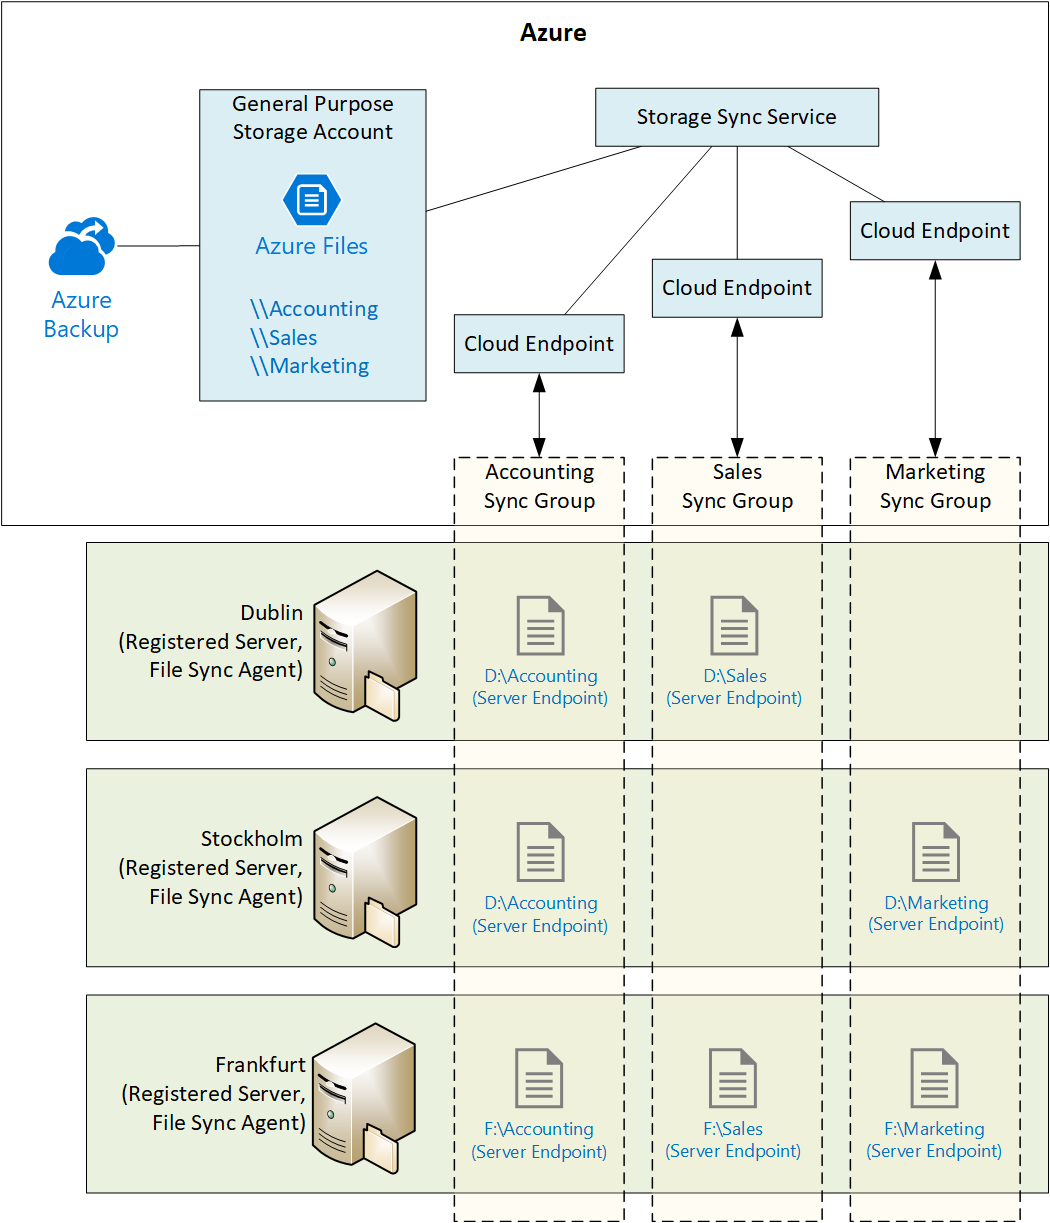 Azure
General Purpose
Storage Account
Azure Files
\\Accounting
\\Sales
\\Marketing
Azure
Backup
Storage Sync Service
Cloud Endpoint
Cloud Endpoint
Cloud Endpoint
Accounting
Sync Group
Sales
Sync Group
Marketing
Sync Group
Dublin
(Registered Server,
File Sync Agent)
D:\Accounting
(Server Endpoint)
D:\Sales
(Server Endpoint)
Stockholm
(Registered Server,
File Sync Agent)
D:\Accounting
(Server Endpoint)
D:\Marketing
(Server Endpoint)
Frankfurt
(Registered Server,
File Sync Agent)
F:\Accounting
(Server Endpoint)
F:\Sales
(Server Endpoint)
F:\Marketing
(Server Endpoint)